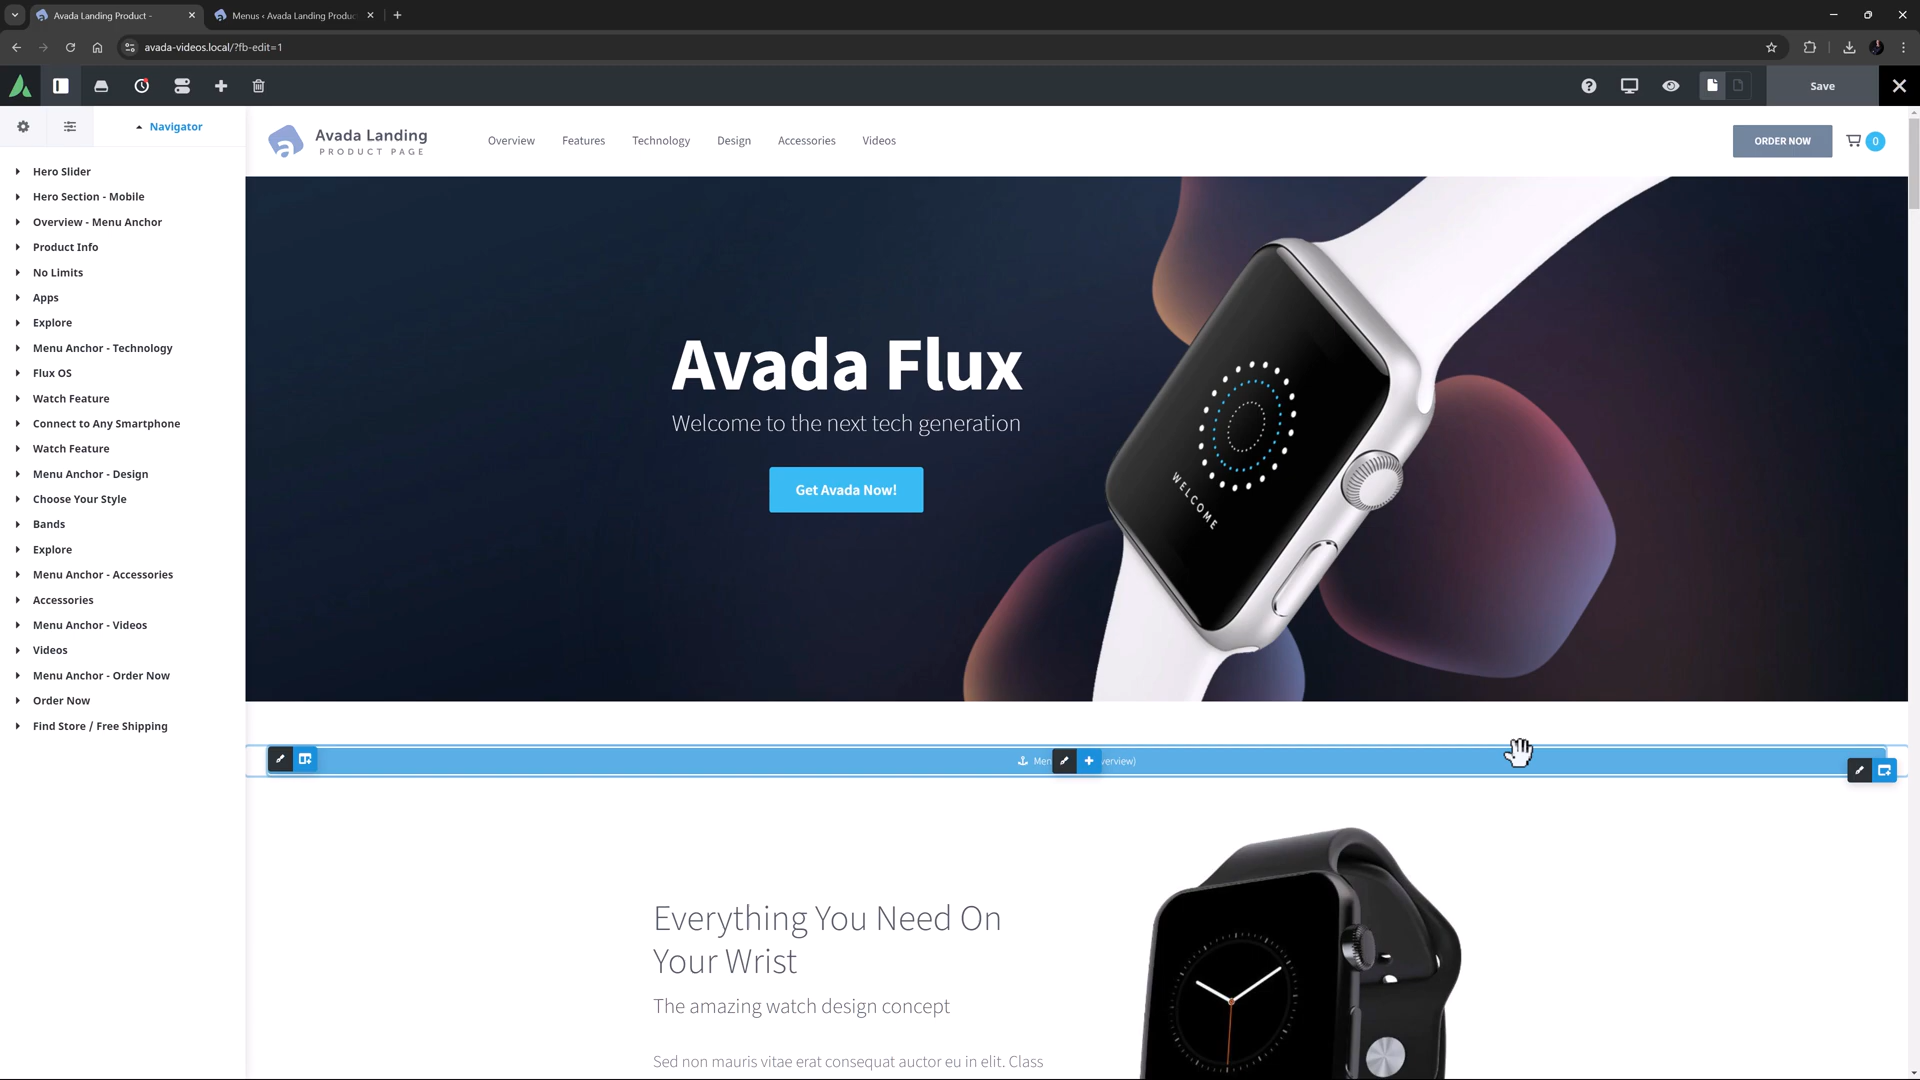 Avada Landing Product -
Menus ‹ Avada Landing Produc
avada-videos.local/?fb-edit=1
Save
Navigator
Hero Slider
Hero Section - Mobile
Overview - Menu Anchor
Product Info
No Limits
Apps
Explore
Menu Anchor - Technology
Flux OS
Watch Feature
Connect to Any Smartphone
Watch Feature
Menu Anchor - Design
Choose Your Style
Bands
Explore
Menu Anchor - Accessories
Accessories
Menu Anchor - Videos
Videos
Menu Anchor - Order Now
Order Now
Find Store / Free Shipping
Avada Landing
PRODUCT PAGE
Overview
Features
Technology
Design
Accessories
Videos
ORDER NOW
0
Avada Flux
Welcome to the next tech generation
Get Avada Now!
WELCOME
Everything You Need On
Your Wrist
The amazing watch design concept
Sed non mauris vitae erat consequat auctor eu in elit. Class